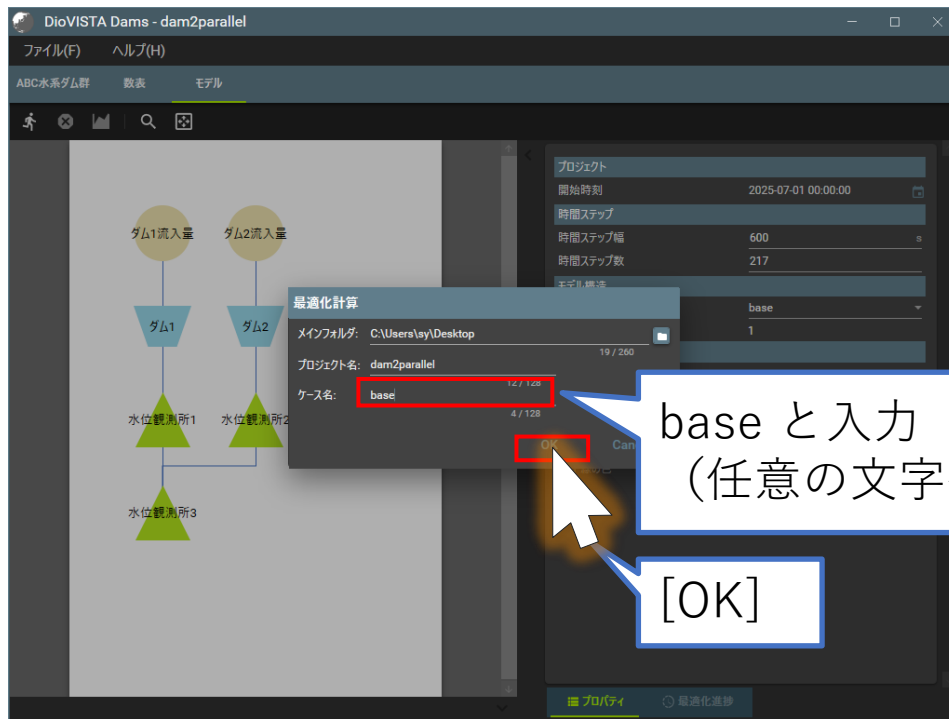 DioVISTA Dams - dam2parallel
ファイル(F) ヘルプ(H)
ABC水系ダム群 数表 モデル
プロジェクト
開始時刻 2025-07-01 00:00:00
時間ステップ
時間ステップ幅 600 s
時間ステップ数 217
モデル構造
base
1
ダム1流入量 ダム2流入量
ダム1 ダム2
水位観測所1 水位観測所2
水位観測所3
最適化計算
メインフォルダ: C:\Users\sy\Desktop
19 / 260
プロジェクト名: dam2parallel
12 / 128
ケース名: base
4 / 128
OK Can
base と入力
（任意の文字
[OK]
プロパティ 最適化進捗